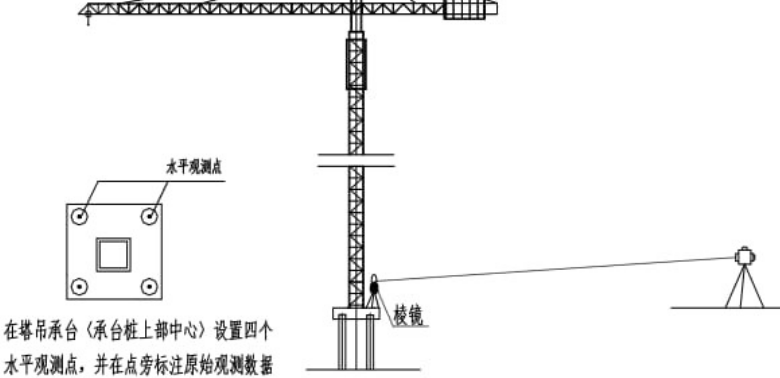 水平观测点
棱镜
在塔吊承台（承台桩上部中心）设置四个
水平观测点，并在点旁标注原始观测数据